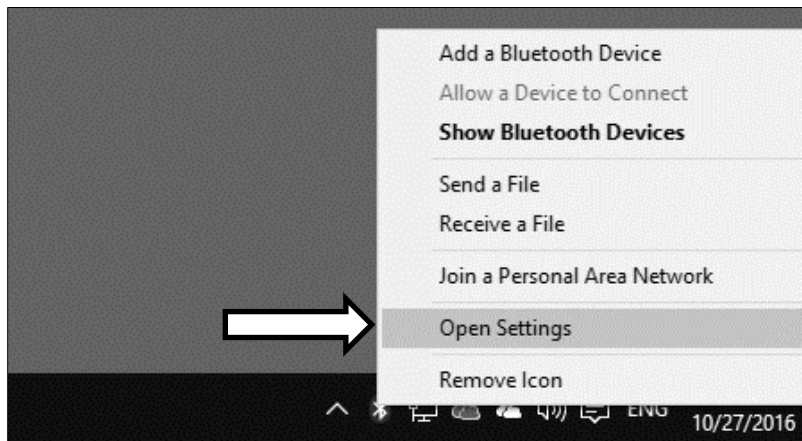 Add a Bluetooth Device
Allow a Device to Connect
Show Bluetooth Devices
Send a File
Receive a File
Join a Personal Area Network
Open Settings
Remove Icon
ENG
10/27/2016